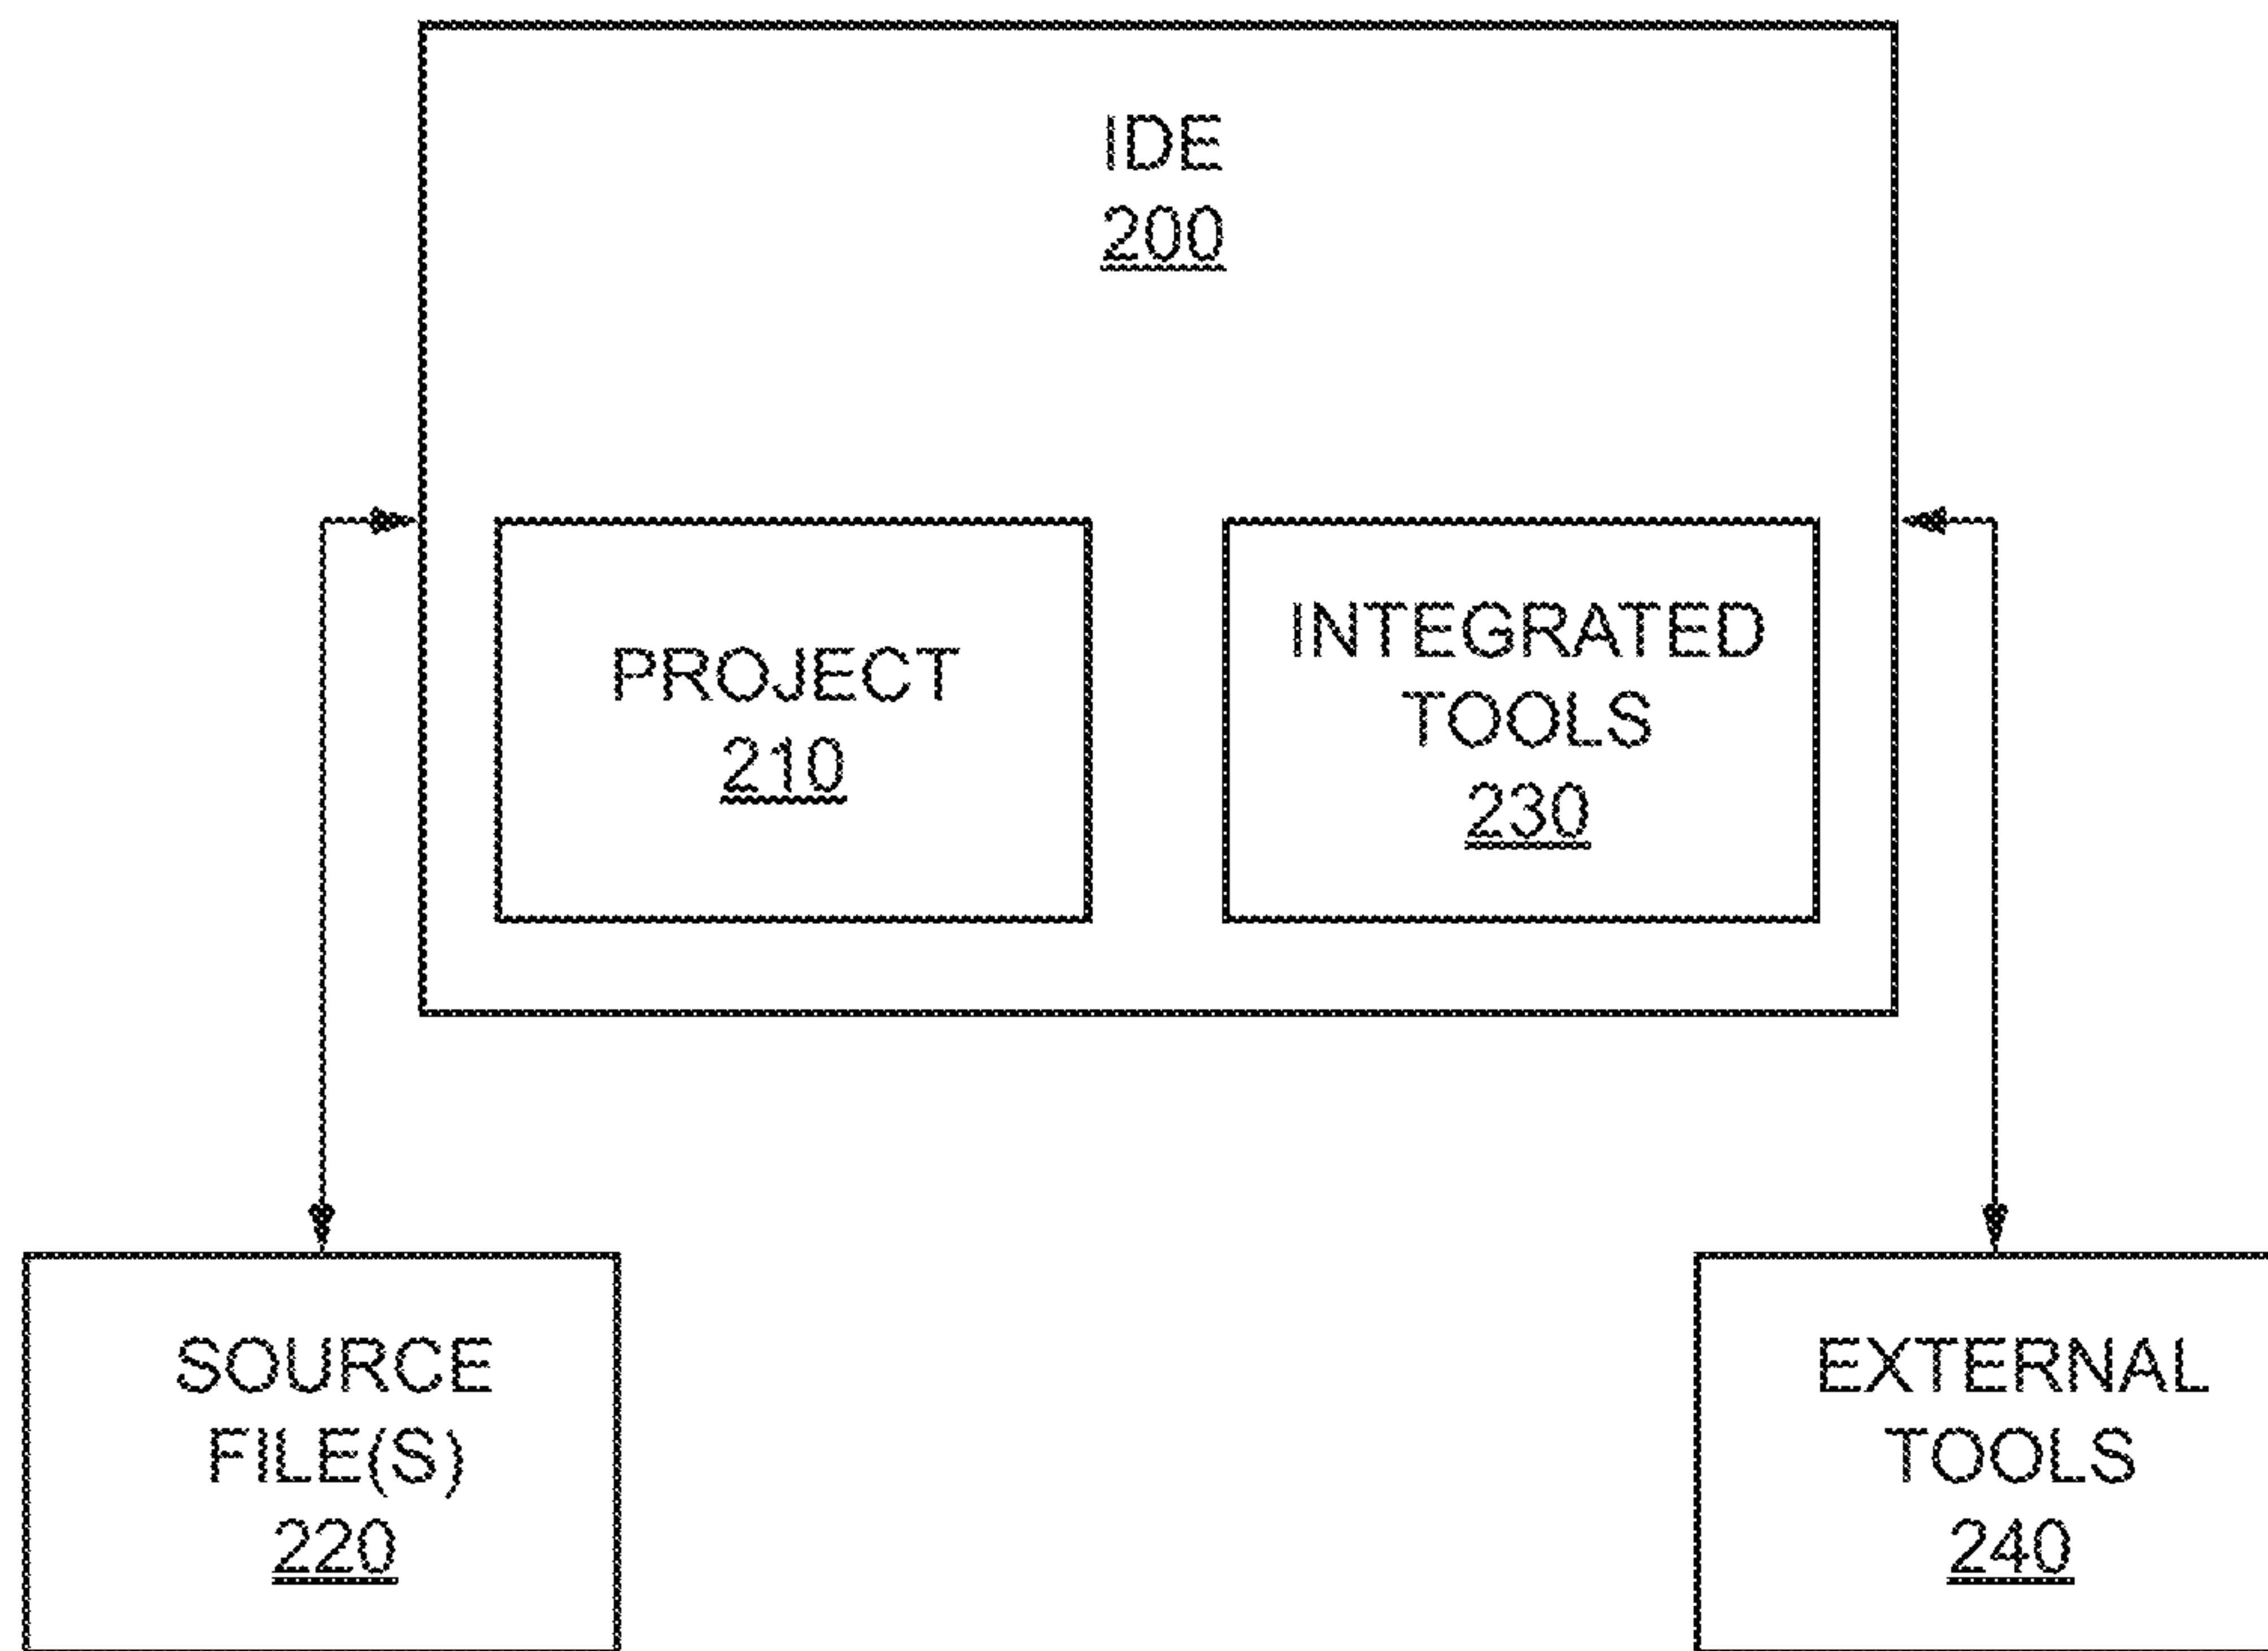 IDE
200
PROJECT
210
INTEGRATED
TOOLS
230
SOURCE
FILE(S)
220
EXTERNAL
TOOLS
240